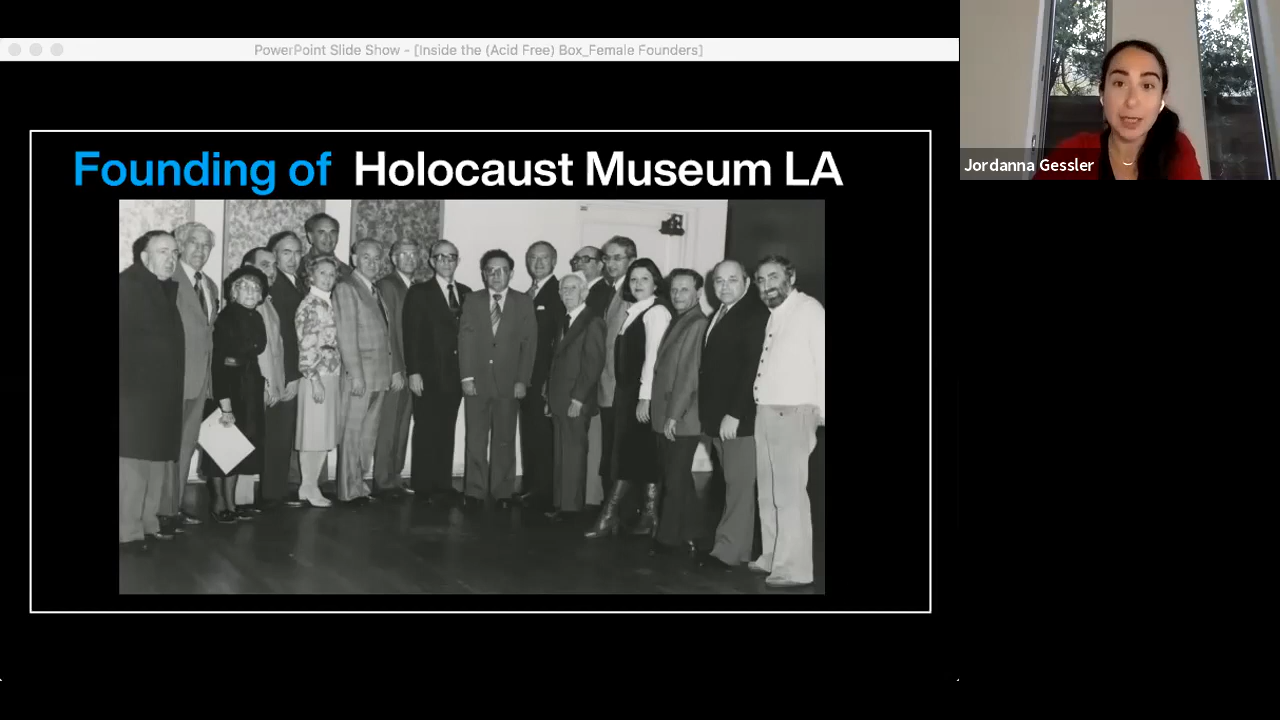 PowerPoint Slide Show - [Inside the (Acid Free) Box_Female Founders]
Founding of Holocaust Museum LA
Jordanna Gessler